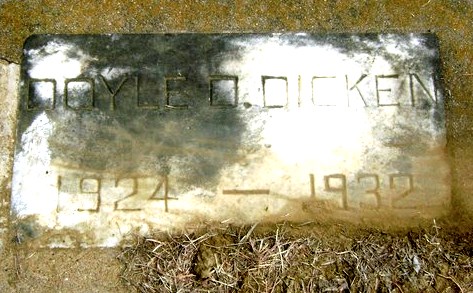 DOYLE D. DICKEN
1924 — 1932